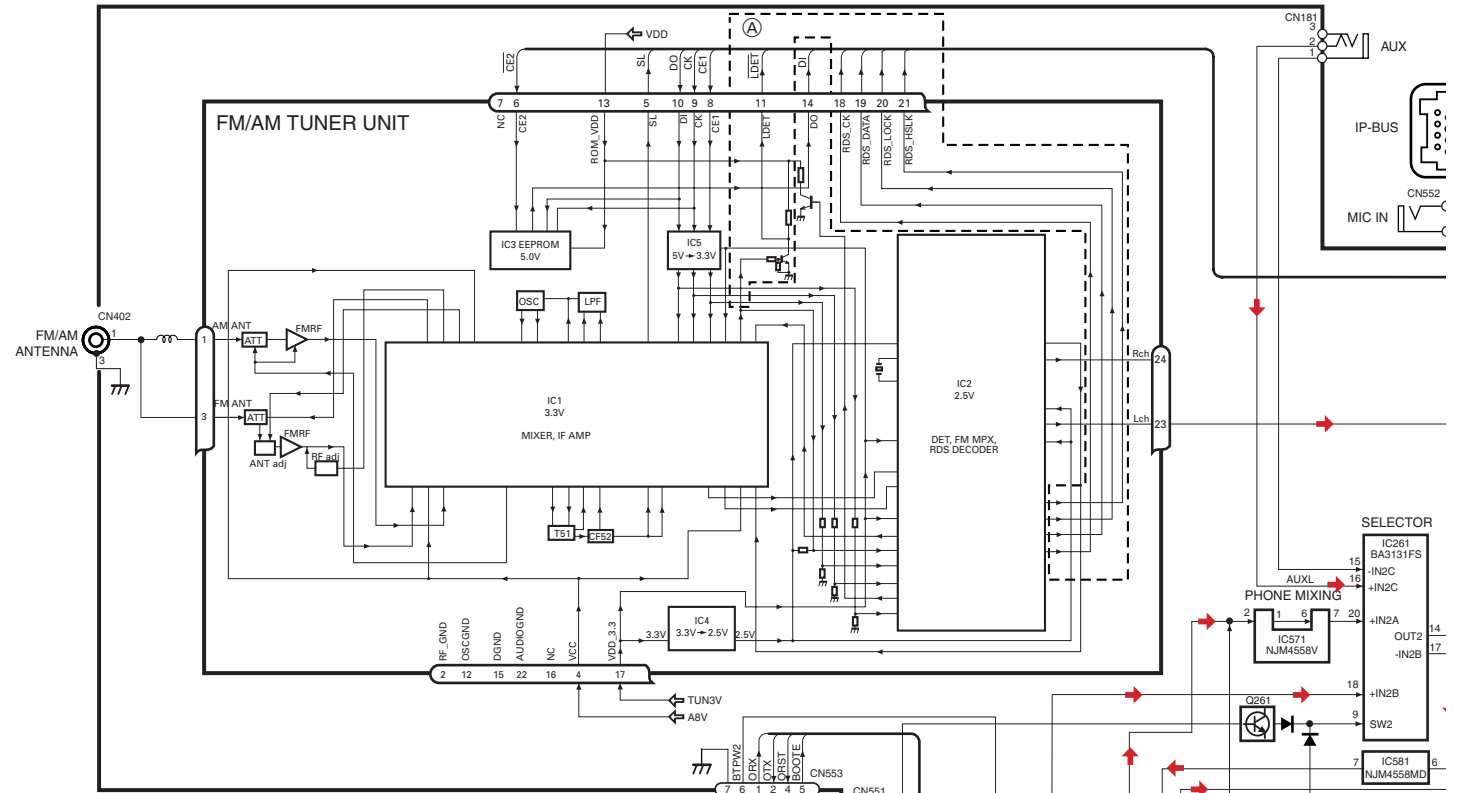 CN181
3
2
1
AUX
A
VDD
CE2
SL
DO
CK
CE1
LDET
DI
7 6 13 5 10 9 8 11 14 18 19 20 21
NC
CE2
ROM_VDD
SL
DI
CK
CE1
LDET
DO
RDS_CK
RDS_DATA
RDS_LOCK
RDS_HSLK
FM/AM TUNER UNIT
IP-BUS
CN552
MIC IN
IC3 EEPROM
5.0V
IC5
5V 3.3V
OSC
LPF
CN402
FM/AM
ANTENNA
1
3
1
AM ANT
ATT
FMRF
3
FM ANT
ATT
FMRF
ANT adj
RF adj
IC1
3.3V
MIXER, IF AMP
IC2
2.5V
DET, FM MPX,
RDS DECODER
Rch
24
Lch
23
T51
CF52
IC4
3.3V 2.5V
3.3V
2.5V
RF_GND
OSCGND
DGND
AUDIOGND
NC
VCC
VDD_3.3
2 12 15 22 16 4 17
TUN3V
A8V
SELECTOR
IC261
BA3131FS
15
-IN2C
16
+IN2C
AUXL
PHONE MIXING
2 1 6 7
IC571
NJM4558V
20
+IN2A
14
OUT2
17
-IN2B
18
+IN2B
Q261
9
SW2
7
IC581
NJM4558MD
6
BTPW2
ORX
OTX
ORST
BOOTE
CN553
7 6 1 2 4 5
CN551